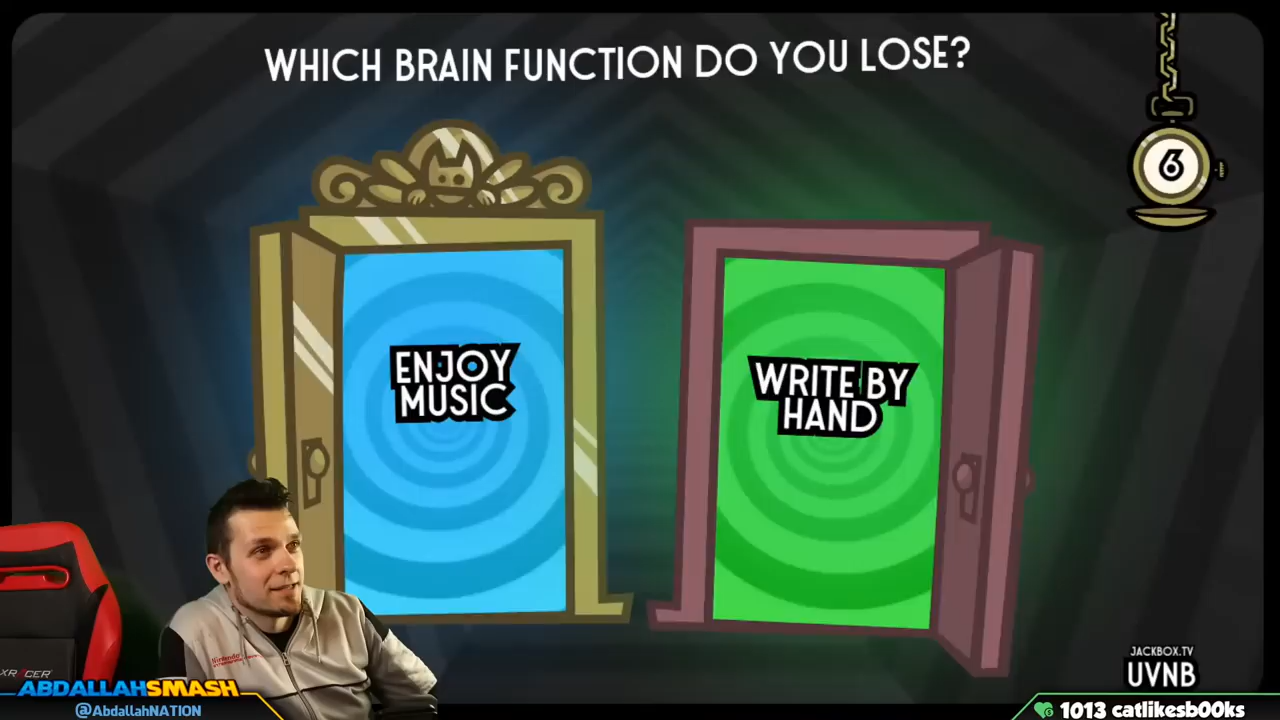 WHICH BRAIN FUNCTION DO YOU LOSE?
6
ENJOY
MUSIC
WRITE BY
HAND
JACKBOX.TV
UVNB
Nintendo
ABDALLAHSMASH
@AbdallahNATION
1013 catlikesb00ks